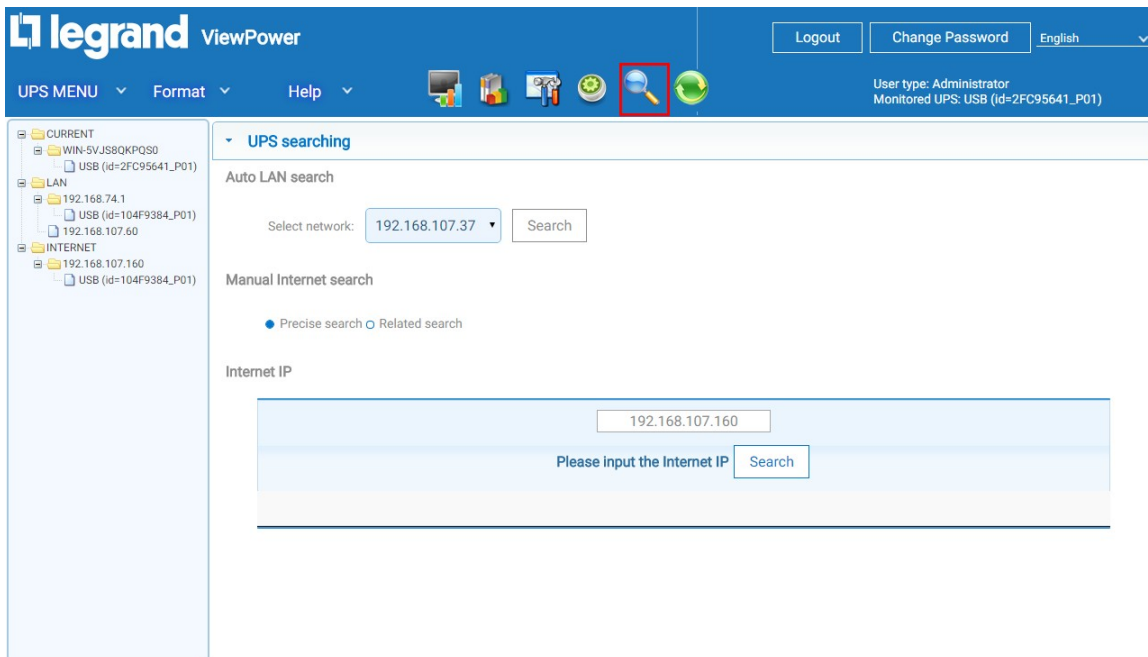 legrand ViewPower
Logout
Change Password
English
UPS MENU
Format
Help
User type: Administrator
Monitored UPS: USB (id=2FC95641_P01)
CURRENT
WIN-5VJS8QKPQS0
USB (id=2FC95641_P01)
LAN
192.168.74.1
USB (id=104F9384_P01)
192.168.107.60
INTERNET
192.168.107.160
USB (id=104F9384_P01)
UPS searching
Auto LAN search
Select network: 192.168.107.37 Search
Manual Internet search
Precise search Related search
Internet IP
192.168.107.160
Please input the Internet IP Search